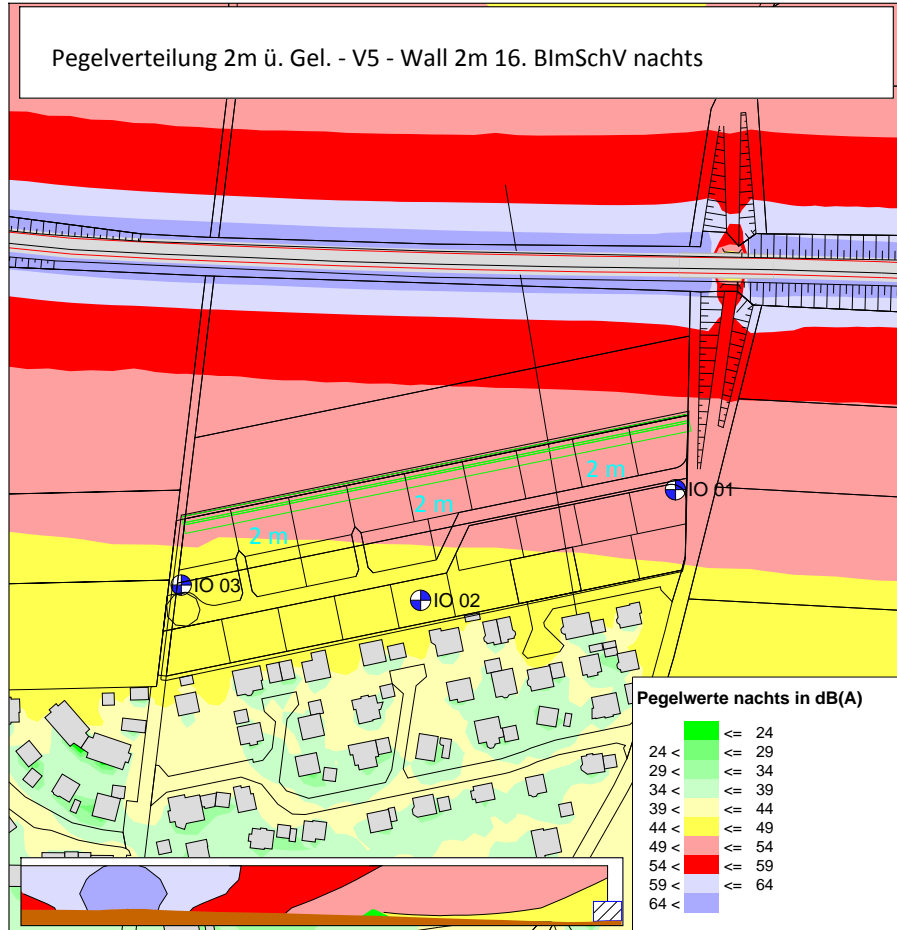 Pegelverteilung 2m ü. Gel. - V5 - Wall 2m 16. BImSchV nachts
2 m
IO 01
2 m
2 m
IO 03
IO 02
Pegelwerte nachts in dB(A)
<= 24
24 < <= 29
29 < <= 34
34 < <= 39
39 < <= 44
44 < <= 49
49 < <= 54
54 < <= 59
59 < <= 64
64 <